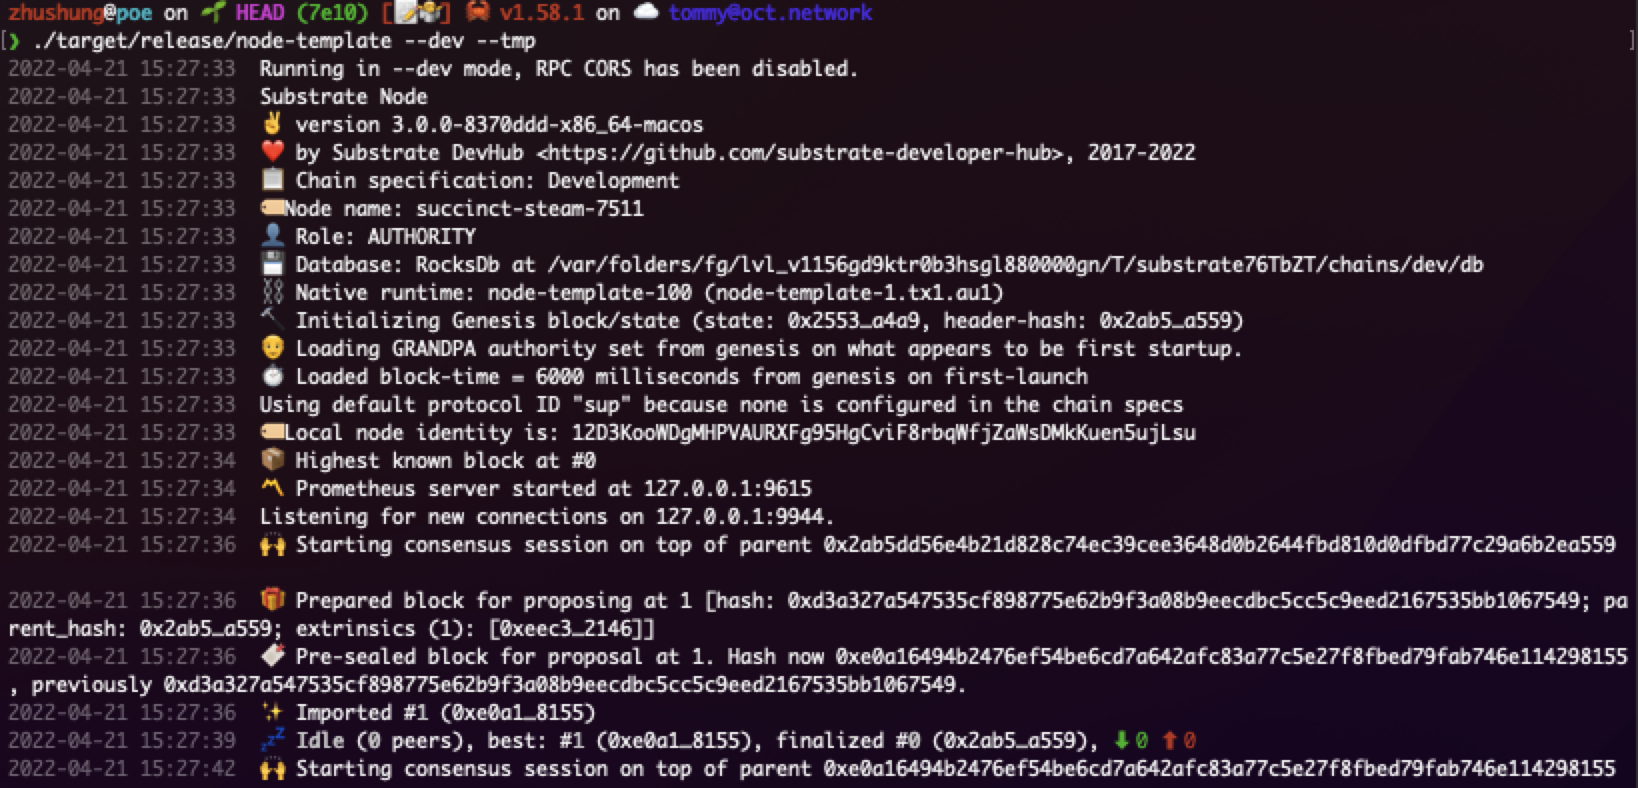 zhushung@poe on 🌱 HEAD (7e10) [📝🤷] 🦀 v1.58.1 on ☁️ tommy@oct.network
[❯ ./target/release/node-template --dev --tmp ]
2022-04-21 15:27:33 Running in --dev mode, RPC CORS has been disabled.
2022-04-21 15:27:33 Substrate Node
2022-04-21 15:27:33 ✌️ version 3.0.0-8370ddd-x86_64-macos
2022-04-21 15:27:33 ❤️ by Substrate DevHub <https://github.com/substrate-developer-hub>, 2017-2022
2022-04-21 15:27:33 📋 Chain specification: Development
2022-04-21 15:27:33 🏷Node name: succinct-steam-7511
2022-04-21 15:27:33 👤 Role: AUTHORITY
2022-04-21 15:27:33 💾 Database: RocksDb at /var/folders/fg/lvl_v1156gd9ktr0b3hsgl880000gn/T/substrate76TbZT/chains/dev/db
2022-04-21 15:27:33 ⛓ Native runtime: node-template-100 (node-template-1.tx1.au1)
2022-04-21 15:27:33 🔨 Initializing Genesis block/state (state: 0x2553…a4a9, header-hash: 0x2ab5…a559)
2022-04-21 15:27:33 👴 Loading GRANDPA authority set from genesis on what appears to be first startup.
2022-04-21 15:27:33 ⏱ Loaded block-time = 6000 milliseconds from genesis on first-launch
2022-04-21 15:27:33 Using default protocol ID "sup" because none is configured in the chain specs
2022-04-21 15:27:33 🏷Local node identity is: 12D3KooWDgMHPVAURXFg95HgCviF8rbqWfjZaWsDMkKuen5ujLsu
2022-04-21 15:27:34 📦 Highest known block at #0
2022-04-21 15:27:34 〽️ Prometheus server started at 127.0.0.1:9615
2022-04-21 15:27:34 Listening for new connections on 127.0.0.1:9944.
2022-04-21 15:27:36 🙌 Starting consensus session on top of parent 0x2ab5dd56e4b21d828c74ec39cee3648d0b2644fbd810d0dfbd77c29a6b2ea559
2022-04-21 15:27:36 🎁 Prepared block for proposing at 1 [hash: 0xd3a327a547535cf898775e62b9f3a08b9eecdbc5cc5c9eed2167535bb1067549; pa
rent_hash: 0x2ab5…a559; extrinsics (1): [0xeec3…2146]]
2022-04-21 15:27:36 🔖 Pre-sealed block for proposal at 1. Hash now 0xe0a16494b2476ef54be6cd7a642afc83a77c5e27f8fbed79fab746e114298155
, previously 0xd3a327a547535cf898775e62b9f3a08b9eecdbc5cc5c9eed2167535bb1067549.
2022-04-21 15:27:36 ✨ Imported #1 (0xe0a1…8155)
2022-04-21 15:27:39 💤 Idle (0 peers), best: #1 (0xe0a1…8155), finalized #0 (0x2ab5…a559), ⬇ 0 ⬆ 0
2022-04-21 15:27:42 🙌 Starting consensus session on top of parent 0xe0a16494b2476ef54be6cd7a642afc83a77c5e27f8fbed79fab746e114298155